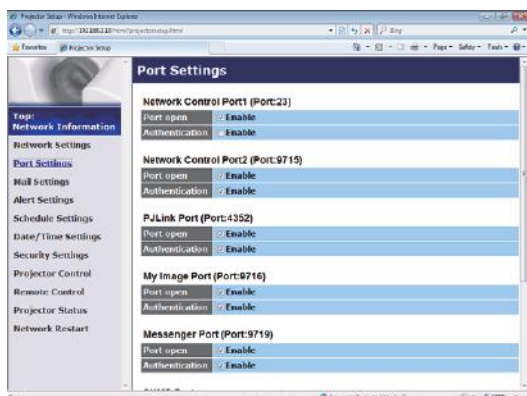 Projector Setup - Windows Internet Explorer
Bing
Favorites Projector Setup
Page Safety Tools
Port Settings
Top:
Network Information
Network Settings
Port Settings
Mail Settings
Alert Settings
Schedule Settings
Date/Time Settings
Security Settings
Projector Control
Remote Control
Projector Status
Network Restart
Network Control Port1 (Port:23)
Port open Enable
Authentication Enable
Network Control Port2 (Port:9715)
Port open Enable
Authentication Enable
PJLink Port (Port:4352)
Port open Enable
Authentication Enable
My Image Port (Port:9716)
Port open Enable
Authentication Enable
Messenger Port (Port:9719)
Port open Enable
Authentication Enable